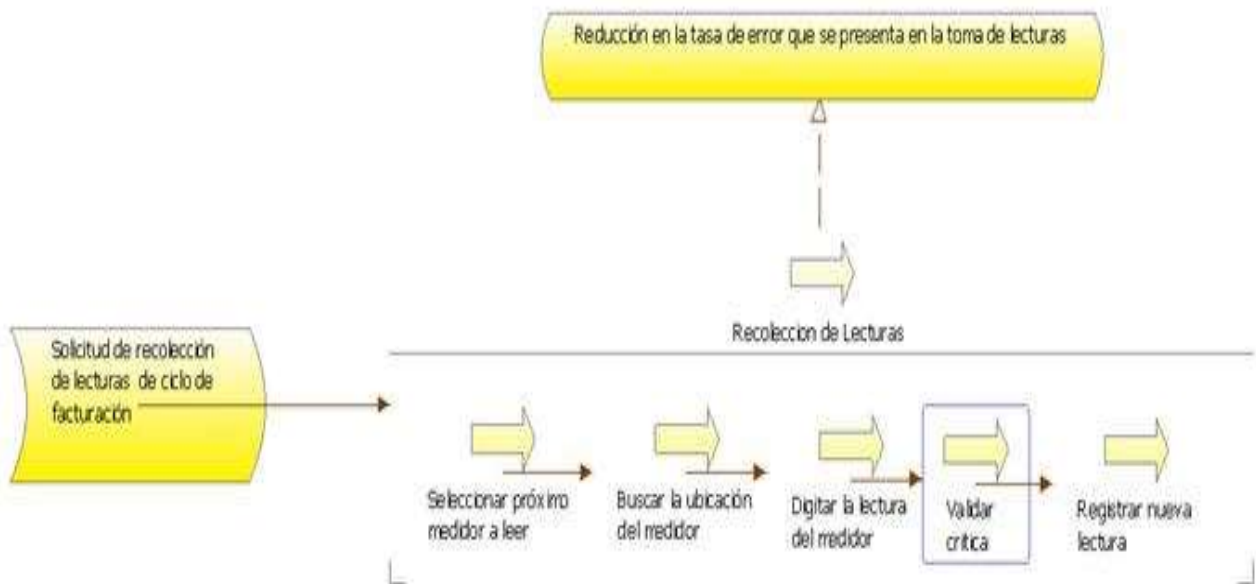 Reducción en la tasa de error que se presenta en la toma de lecturas
Recoleccion de Lecturas
Solicitud de recolección
de lecturas de ciclo de
facturación
Seleccionar próximo
medidor a leer
Buscar la ubicación
del medidor
Digitar la lectura
del medidor
Validar
critica
Registrar nueva
lectura